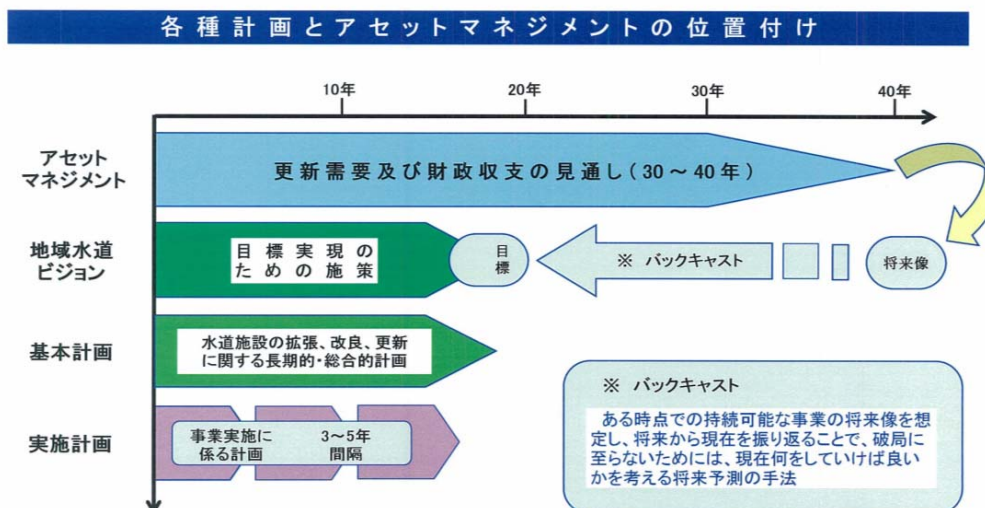 各種計画とアセットマネジメントの位置付け
10年
20年
30年
40年
アセット
マネジメント
更新需要及び財政収支の見通し(30～40年)
地域水道
ビジョン
目標実現の
ための施策
目
標
※ バックキャスト
将来像
基本計画
水道施設の拡張、改良、更新
に関する長期的・総合的計画
実施計画
事業実施に
係る計画
3～5年
間隔
※ バックキャスト
ある時点での持続可能な事業の将来像を想
定し、将来から現在を振り返ることで、破局に
至らないためには、現在何をしていけば良い
かを考える将来予測の手法